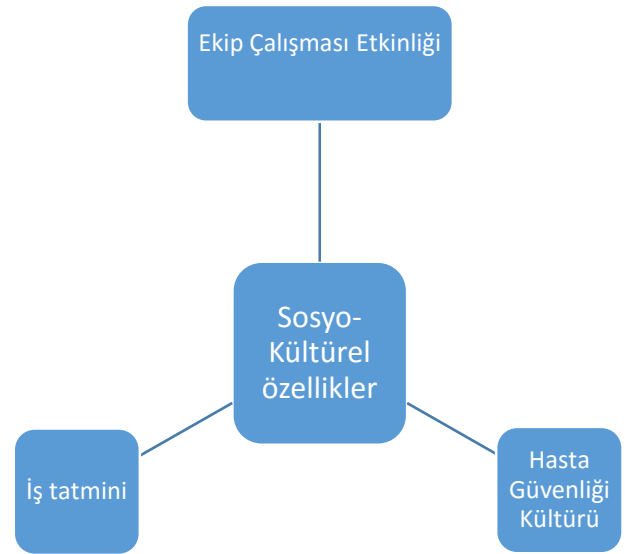 Ekip Çalışması Etkinliği
Sosyo-
Kültürel
özellikler
İş tatmini
Hasta
Güvenliği
Kültürü